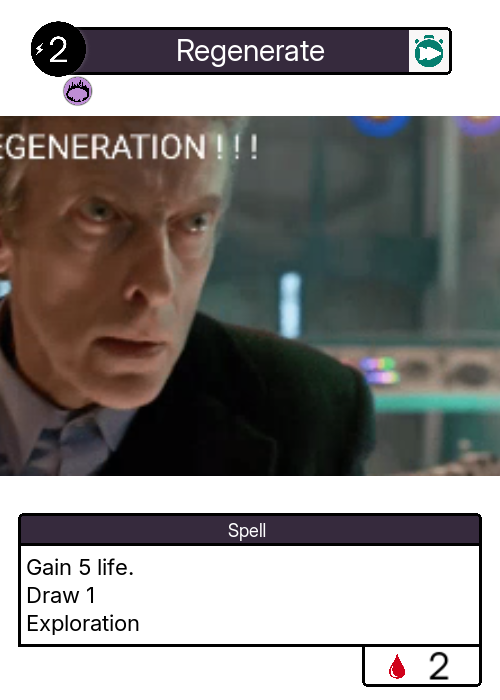 2
Regenerate
EGENERATION ! ! !
Spell
Gain 5 life.
Draw 1
Exploration
2